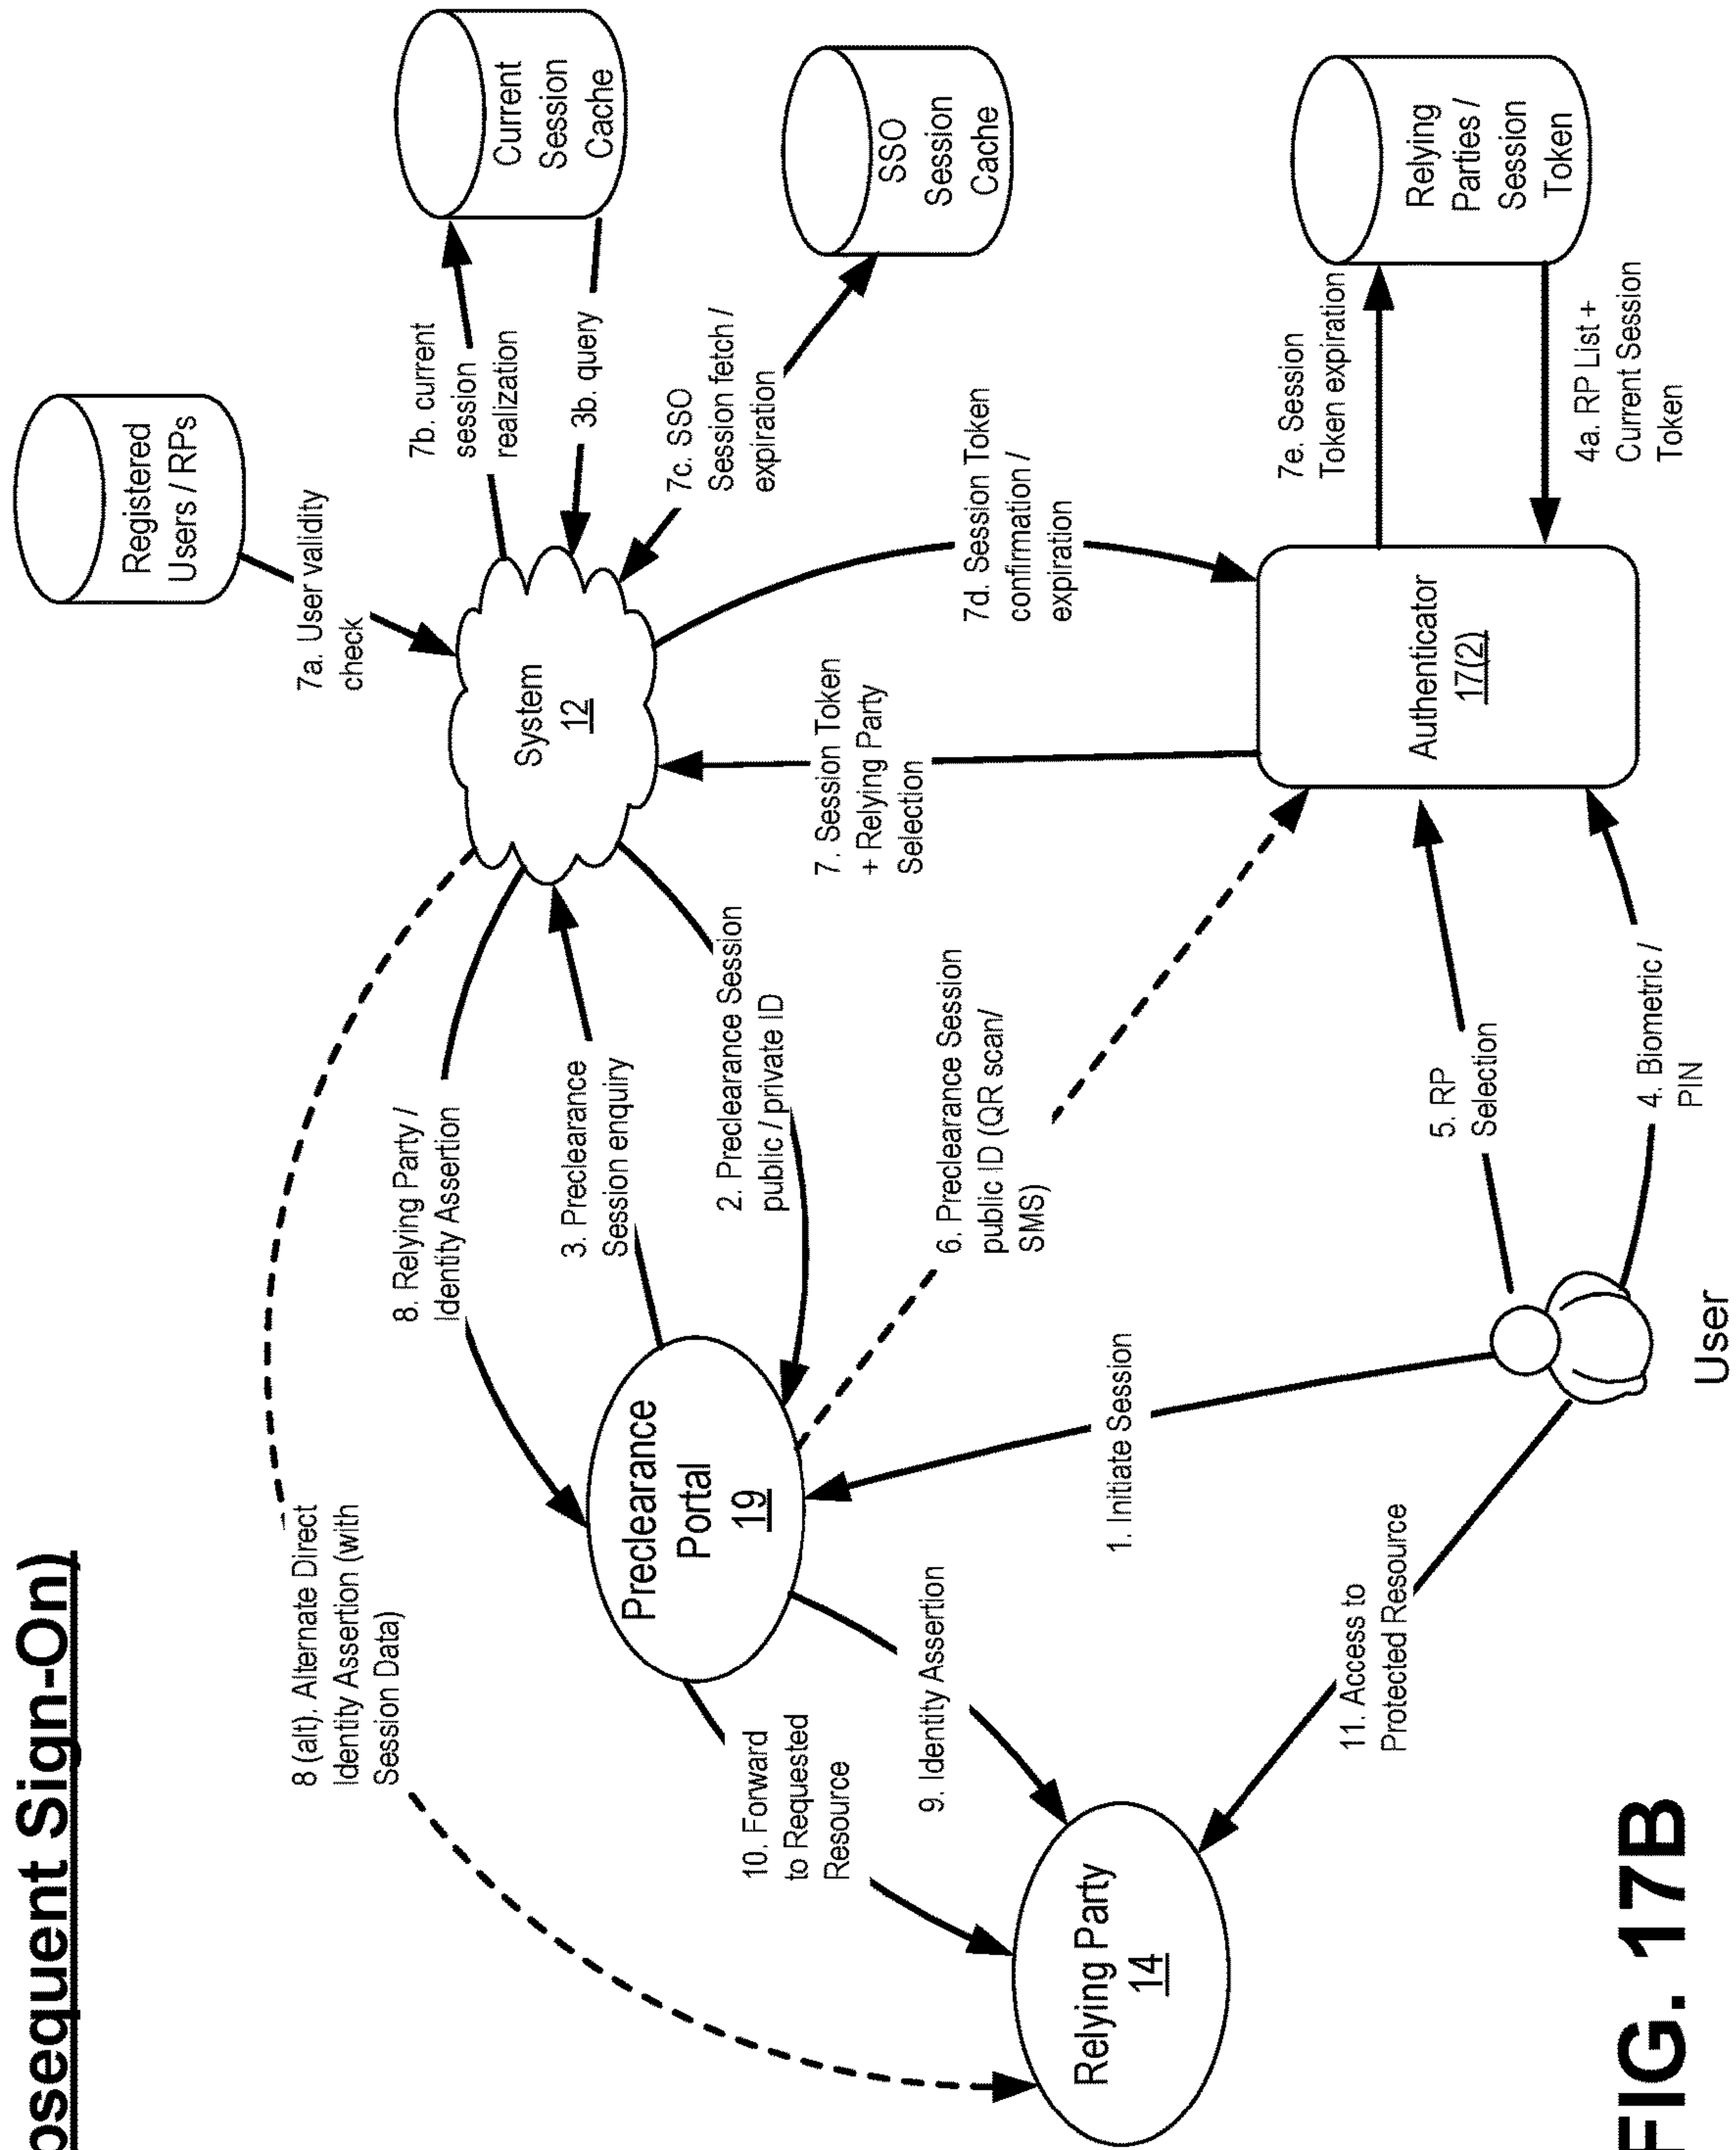 osequent Sign-On)
Registered
Users / RPs
7a. User validity
check
Current
Session
Cache
7b. current
session
realization
3b. query
SSO
Session
Cache
7c. SSO
Session fetch /
expiration
System
12
8 (alt). Alternate Direct
Identity Assertion (with
Session Data)
8. Relying Party /
Identity Assertion
3. Preclearance
Session enquiry
2. Preclearance Session
public / private ID
Preclearance
Portal
19
6. Preclearance Session
public ID (QR scan/
SMS)
7. Session Token
+ Relying Party
Selection
7d. Session Token
confirmation /
expiration
7e. Session
Token expiration
Relying
Parties /
Session
Token
4a. RP List +
Current Session
Token
Authenticator
17(2)
10. Forward
to Requested
Resource
9. Identity Assertion
1. Initiate Session
5. RP
Selection
4. Biometric /
PIN
11. Access to
Protected Resource
Relying Party
14
User
FIG. 17B